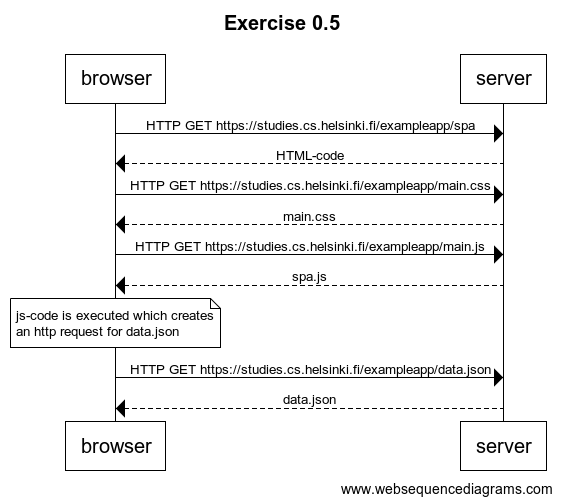 Exercise 0.5
browser
server
HTTP GET https://studies.cs.helsinki.fi/exampleapp/spa
HTML-code
HTTP GET https://studies.cs.helsinki.fi/exampleapp/main.css
main.css
HTTP GET https://studies.cs.helsinki.fi/exampleapp/main.js
spa.js
js-code is executed which creates
an http request for data.json
HTTP GET https://studies.cs.helsinki.fi/exampleapp/data.json
data.json
browser
server
www.websequencediagrams.com